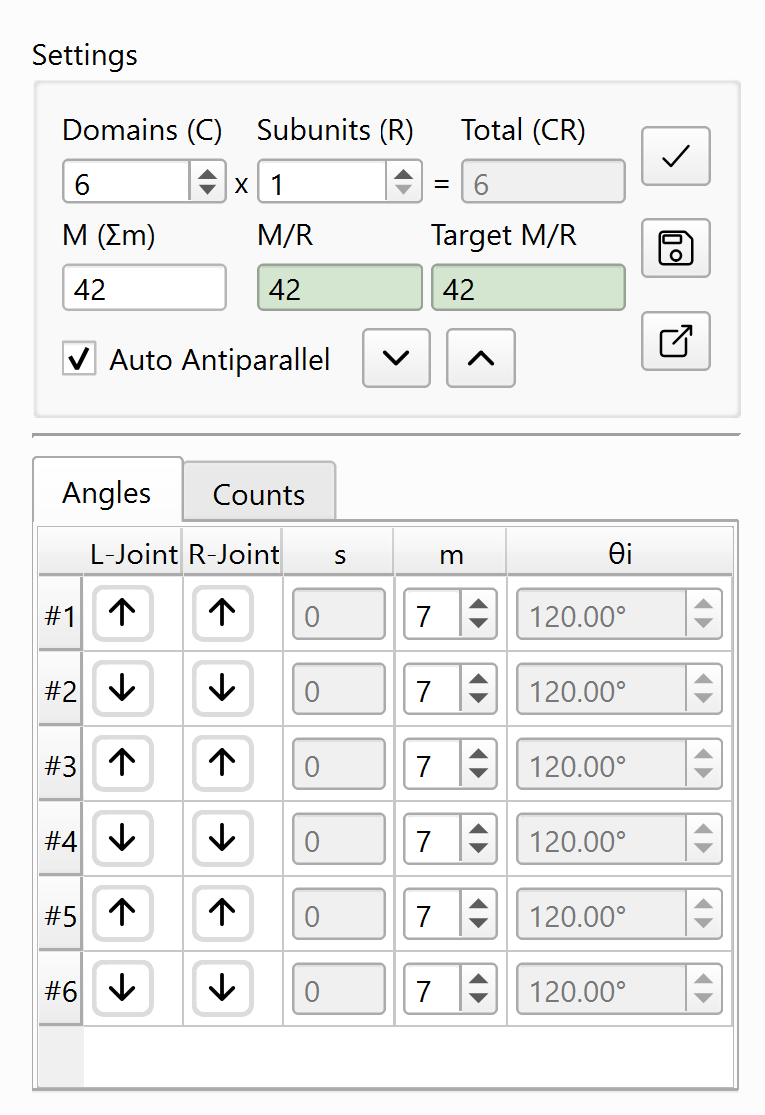 Settings
Domains (C) Subunits (R) Total (CR)
6 x 1 = 6
M (Σm) M/R Target M/R
42 42 42
Auto Antiparallel
Angles Counts
L-Joint R-Joint s m θi
#1 ↑ ↑ 0 7 120.00°
#2 ↓ ↓ 0 7 120.00°
#3 ↑ ↑ 0 7 120.00°
#4 ↓ ↓ 0 7 120.00°
#5 ↑ ↑ 0 7 120.00°
#6 ↓ ↓ 0 7 120.00°